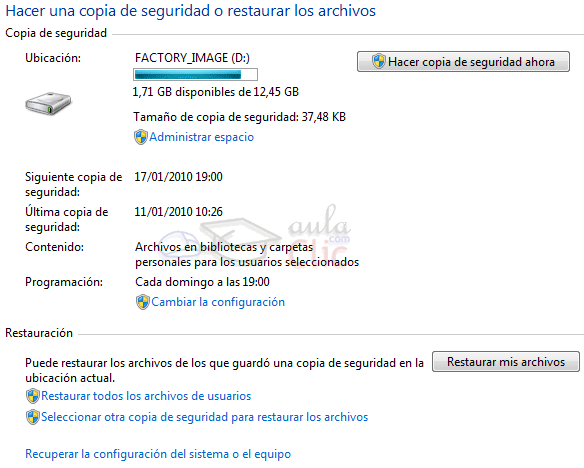 Hacer una copia de seguridad o restaurar los archivos
Copia de seguridad
Ubicación:
FACTORY_IMAGE (D:)
Hacer copia de seguridad ahora
1,71 GB disponibles de 12,45 GB
Tamaño de copia de seguridad: 37,48 KB
Administrar espacio
Siguiente copia de
seguridad:
17/01/2010 19:00
Última copia de
seguridad:
11/01/2010 10:26
aula
.com
Clic
Contenido:
Archivos en bibliotecas y carpetas
personales para los usuarios seleccionados
Programación:
Cada domingo a las 19:00
Cambiar la configuración
Restauración
Puede restaurar los archivos de los que guardó una copia de seguridad en la
ubicación actual.
Restaurar mis archivos
Restaurar todos los archivos de usuarios
Seleccionar otra copia de seguridad para restaurar los archivos
Recuperar la configuración del sistema o el equipo